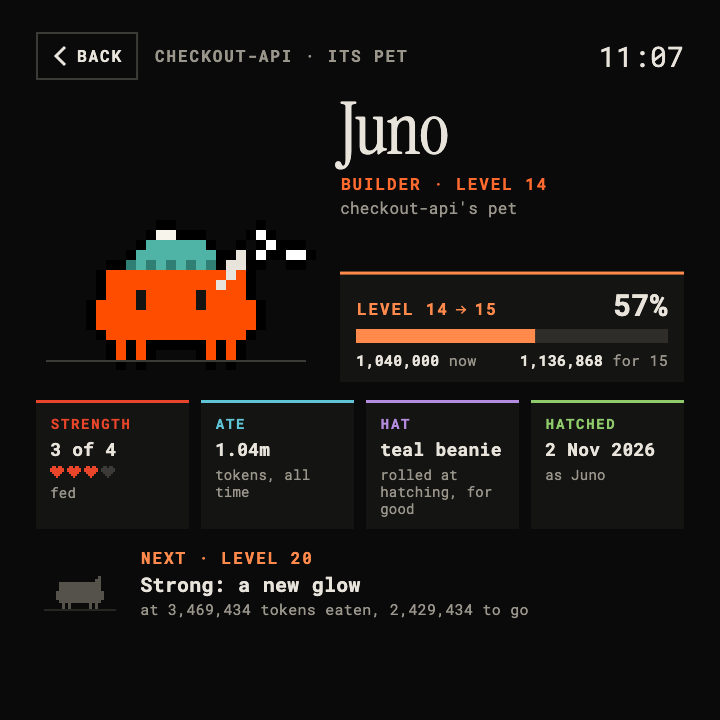 BACK
CHECKOUT-API · ITS PET
11:07
Juno
BUILDER · LEVEL 14
checkout-api's pet
LEVEL 14 → 15
57%
1,040,000 now
1,136,868 for 15
STRENGTH
3 of 4
fed
ATE
1.04m
tokens, all
time
HAT
teal beanie
rolled at
hatching, for
good
HATCHED
2 Nov 2026
as Juno
NEXT · LEVEL 20
Strong: a new glow
at 3,469,434 tokens eaten, 2,429,434 to go